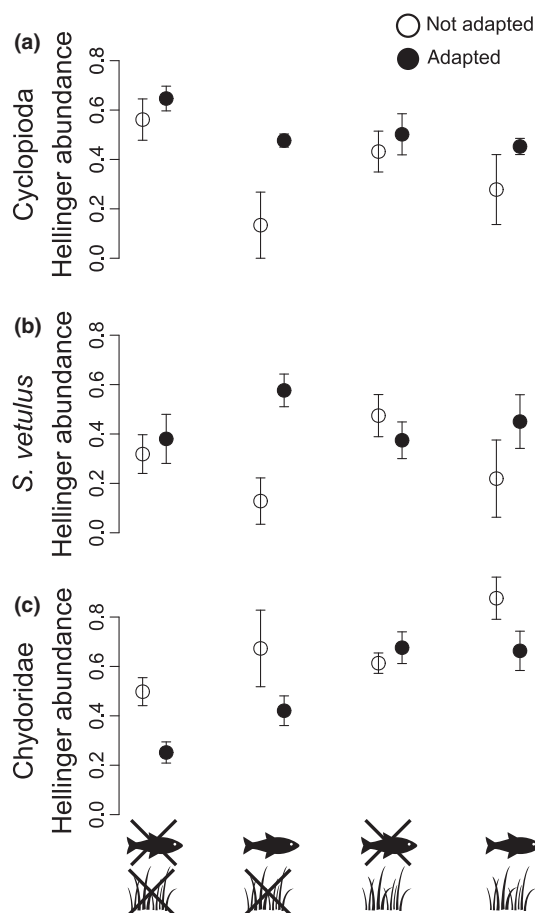 Not adapted
Adapted
(a)
Cyclopioda
Hellinger abundance
0.0 0.2 0.4 0.6 0.8
(b)
S. vetulus
Hellinger abundance
0.0 0.2 0.4 0.6 0.8
(c)
Chydoridae
Hellinger abundance
0.0 0.2 0.4 0.6 0.8